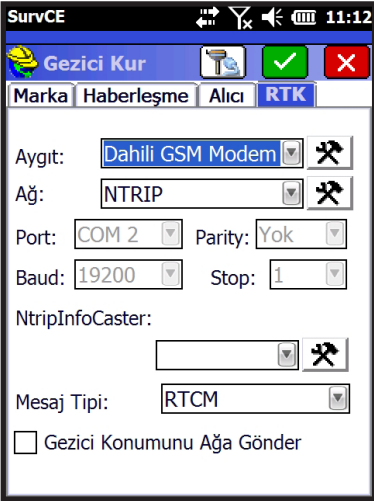 SurvCE 11:12
Gezici Kur
Marka Haberleşme Alıcı RTK
Aygıt: Dahili GSM Modem
Ağ: NTRIP
Port: COM 2 Parity: Yok
Baud: 19200 Stop: 1
NtripInfoCaster:
Mesaj Tipi: RTCM
Gezici Konumunu Ağa Gönder